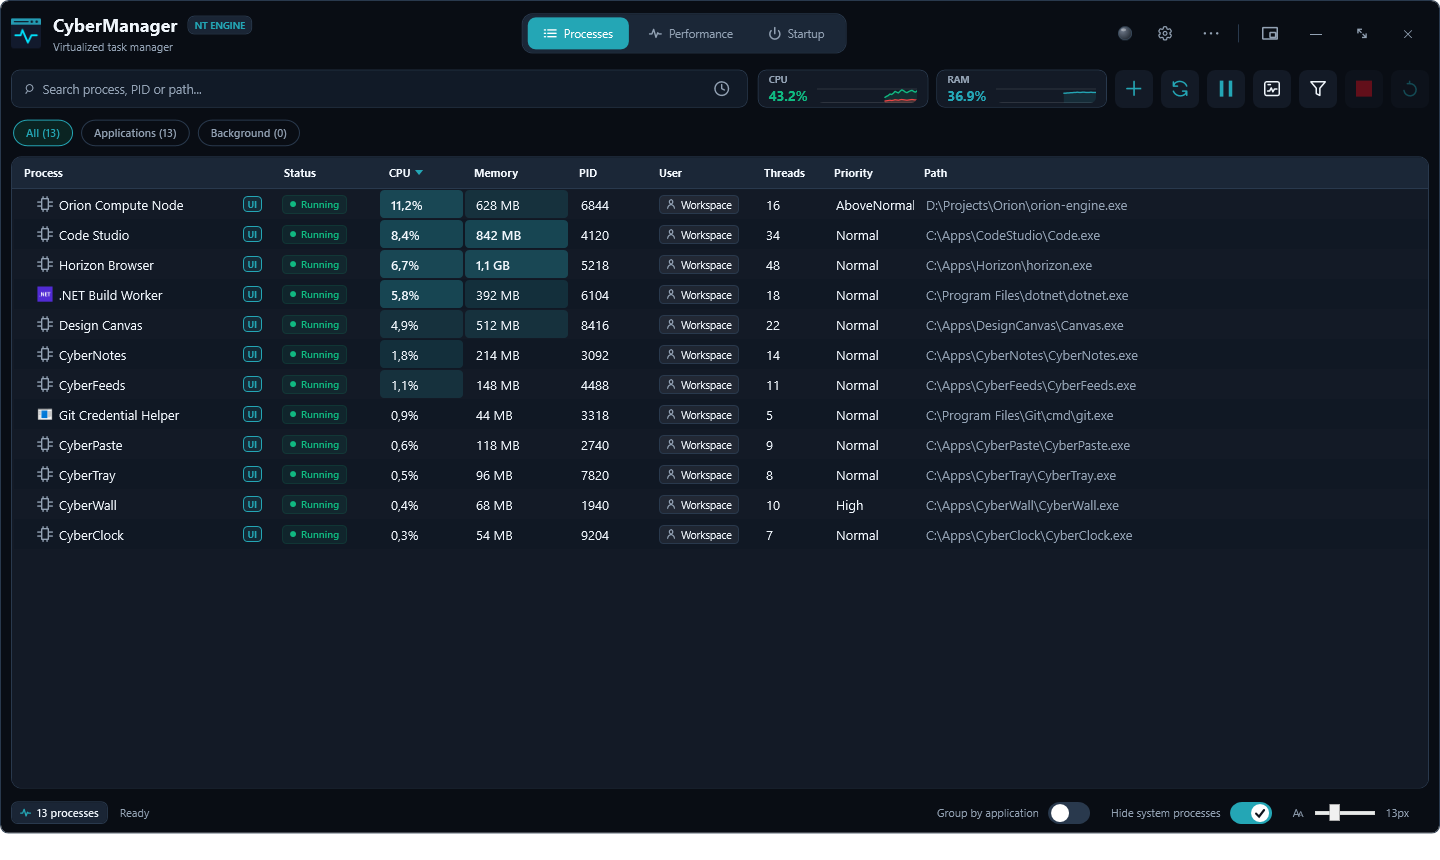 CyberManager NT ENGINE
Virtualized task manager
Processes Performance Startup
Search process, PID or path...
CPU
43.2%
RAM
36.9%
All (13) Applications (13) Background (0)
Process Status CPU Memory PID User Threads Priority Path
Orion Compute Node UI Running 11,2% 628 MB 6844 Workspace 16 AboveNormal D:\Projects\Orion\orion-engine.exe
Code Studio UI Running 8,4% 842 MB 4120 Workspace 34 Normal C:\Apps\CodeStudio\Code.exe
Horizon Browser UI Running 6,7% 1,1 GB 5218 Workspace 48 Normal C:\Apps\Horizon\horizon.exe
NET .NET Build Worker UI Running 5,8% 392 MB 6104 Workspace 18 Normal C:\Program Files\dotnet\dotnet.exe
Design Canvas UI Running 4,9% 512 MB 8416 Workspace 22 Normal C:\Apps\DesignCanvas\Canvas.exe
CyberNotes UI Running 1,8% 214 MB 3092 Workspace 14 Normal C:\Apps\CyberNotes\CyberNotes.exe
CyberFeeds UI Running 1,1% 148 MB 4488 Workspace 11 Normal C:\Apps\CyberFeeds\CyberFeeds.exe
Git Credential Helper UI Running 0,9% 44 MB 3318 Workspace 5 Normal C:\Program Files\Git\cmd\git.exe
CyberPaste UI Running 0,6% 118 MB 2740 Workspace 9 Normal C:\Apps\CyberPaste\CyberPaste.exe
CyberTray UI Running 0,5% 96 MB 7820 Workspace 8 Normal C:\Apps\CyberTray\CyberTray.exe
CyberWall UI Running 0,4% 68 MB 1940 Workspace 10 High C:\Apps\CyberWall\CyberWall.exe
CyberClock UI Running 0,3% 54 MB 9204 Workspace 7 Normal C:\Apps\CyberClock\CyberClock.exe
13 processes Ready Group by application Hide system processes AA 13px